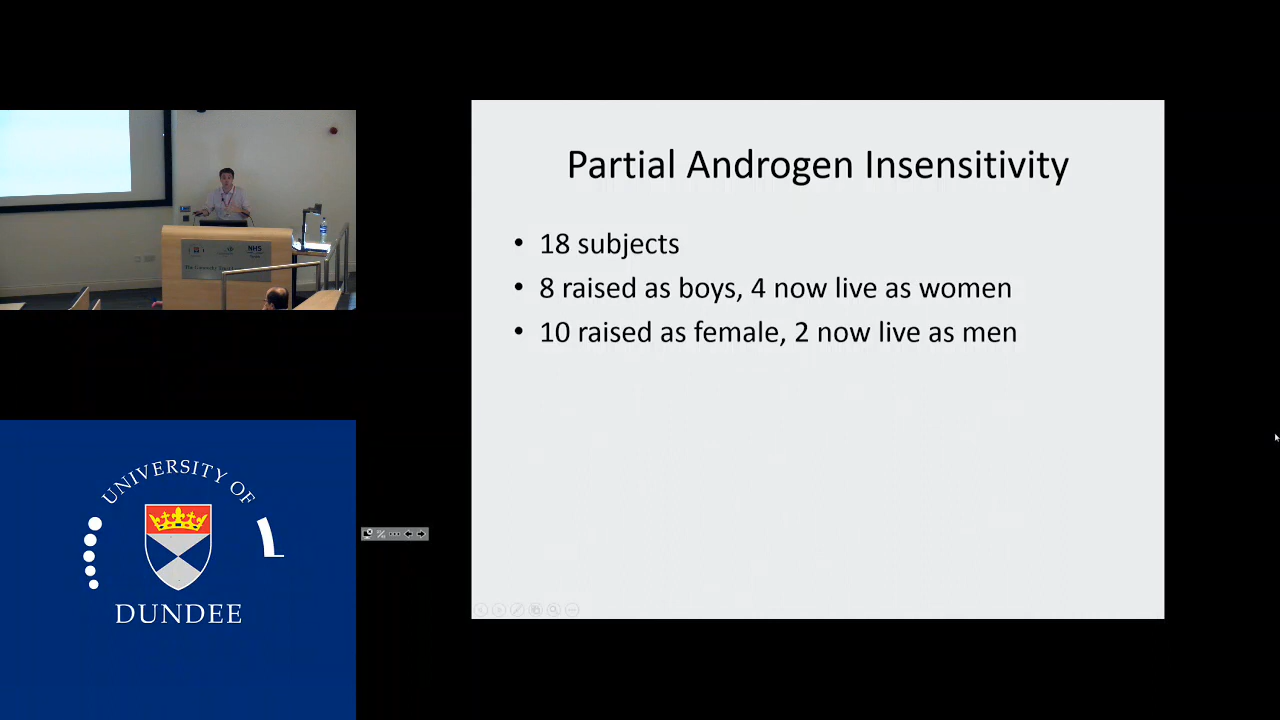 Partial Androgen Insensitivity
• 18 subjects
• 8 raised as boys, 4 now live as women
• 10 raised as female, 2 now live as men
NHS
UNIVERSITY OF
DUNDEE